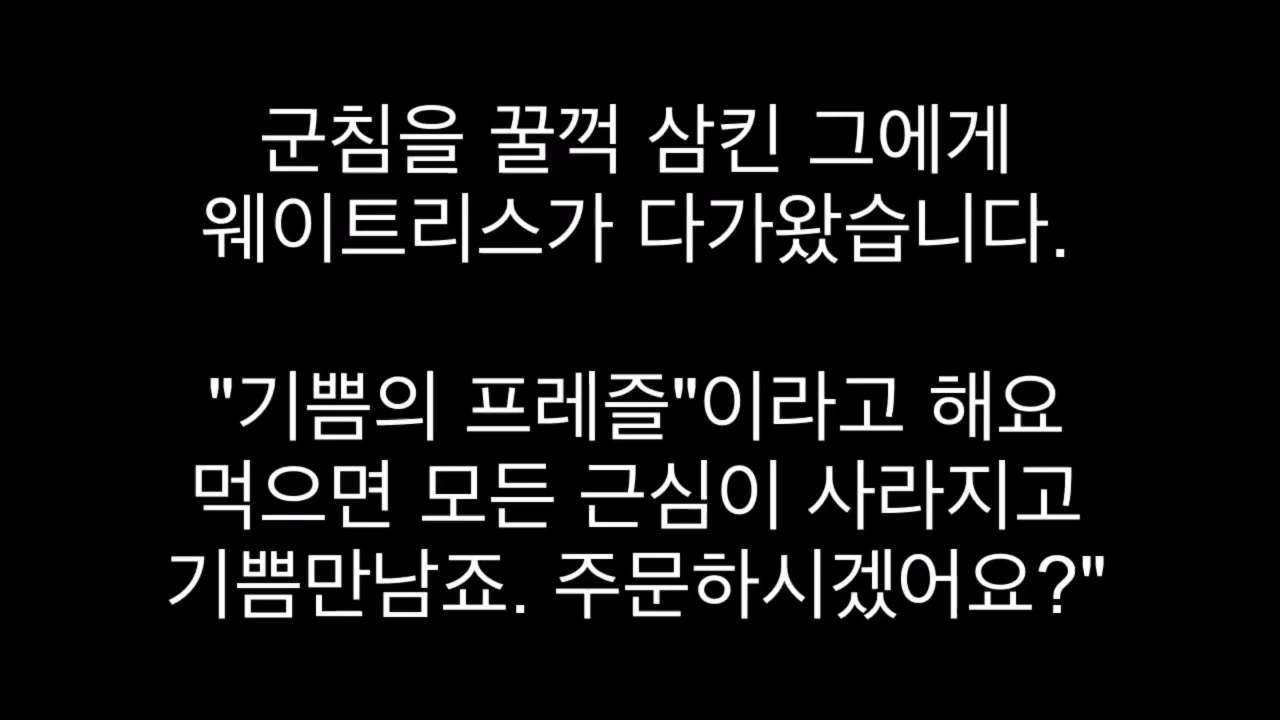 군침을 꿀꺽 삼킨 그에게
웨이트리스가 다가왔습니다.
"기쁨의 프레즐"이라고 해요
먹으면 모든 근심이 사라지고
기쁨만남죠. 주문하시겠어요?"